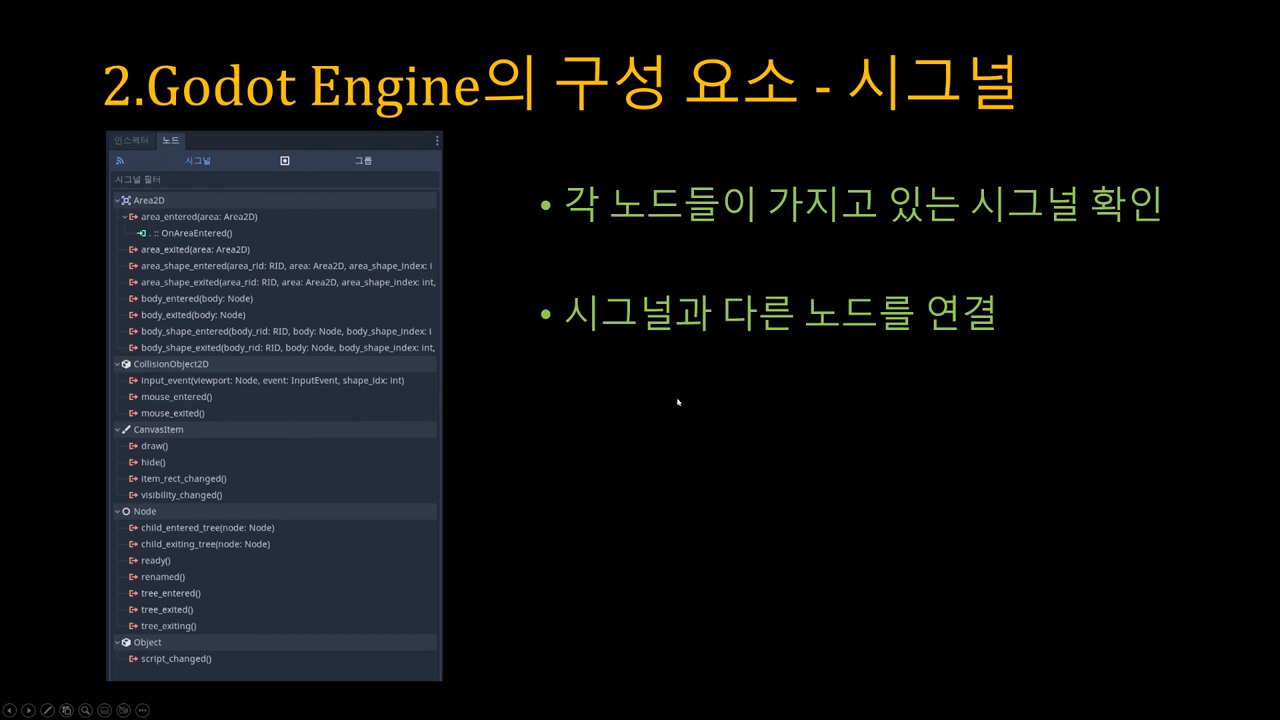 2.Godot Engine의 구성 요소 - 시그널
인스펙터 노드
시그널 그룹
시그널 필터
Area2D
area_entered(area: Area2D)
. :: OnAreaEntered()
area_exited(area: Area2D)
area_shape_entered(area_rid: RID, area: Area2D, area_shape_index: i
area_shape_exited(area_rid: RID, area: Area2D, area_shape_index: int,
body_entered(body: Node)
body_exited(body: Node)
body_shape_entered(body_rid: RID, body: Node, body_shape_index: i
body_shape_exited(body_rid: RID, body: Node, body_shape_index: int,
CollisionObject2D
input_event(viewport: Node, event: InputEvent, shape_idx: int)
mouse_entered()
mouse_exited()
CanvasItem
draw()
hide()
item_rect_changed()
visibility_changed()
Node
child_entered_tree(node: Node)
child_exiting_tree(node: Node)
ready()
renamed()
tree_entered()
tree_exited()
tree_exiting()
Object
script_changed()
• 각 노드들이 가지고 있는 시그널 확인
• 시그널과 다른 노드를 연결